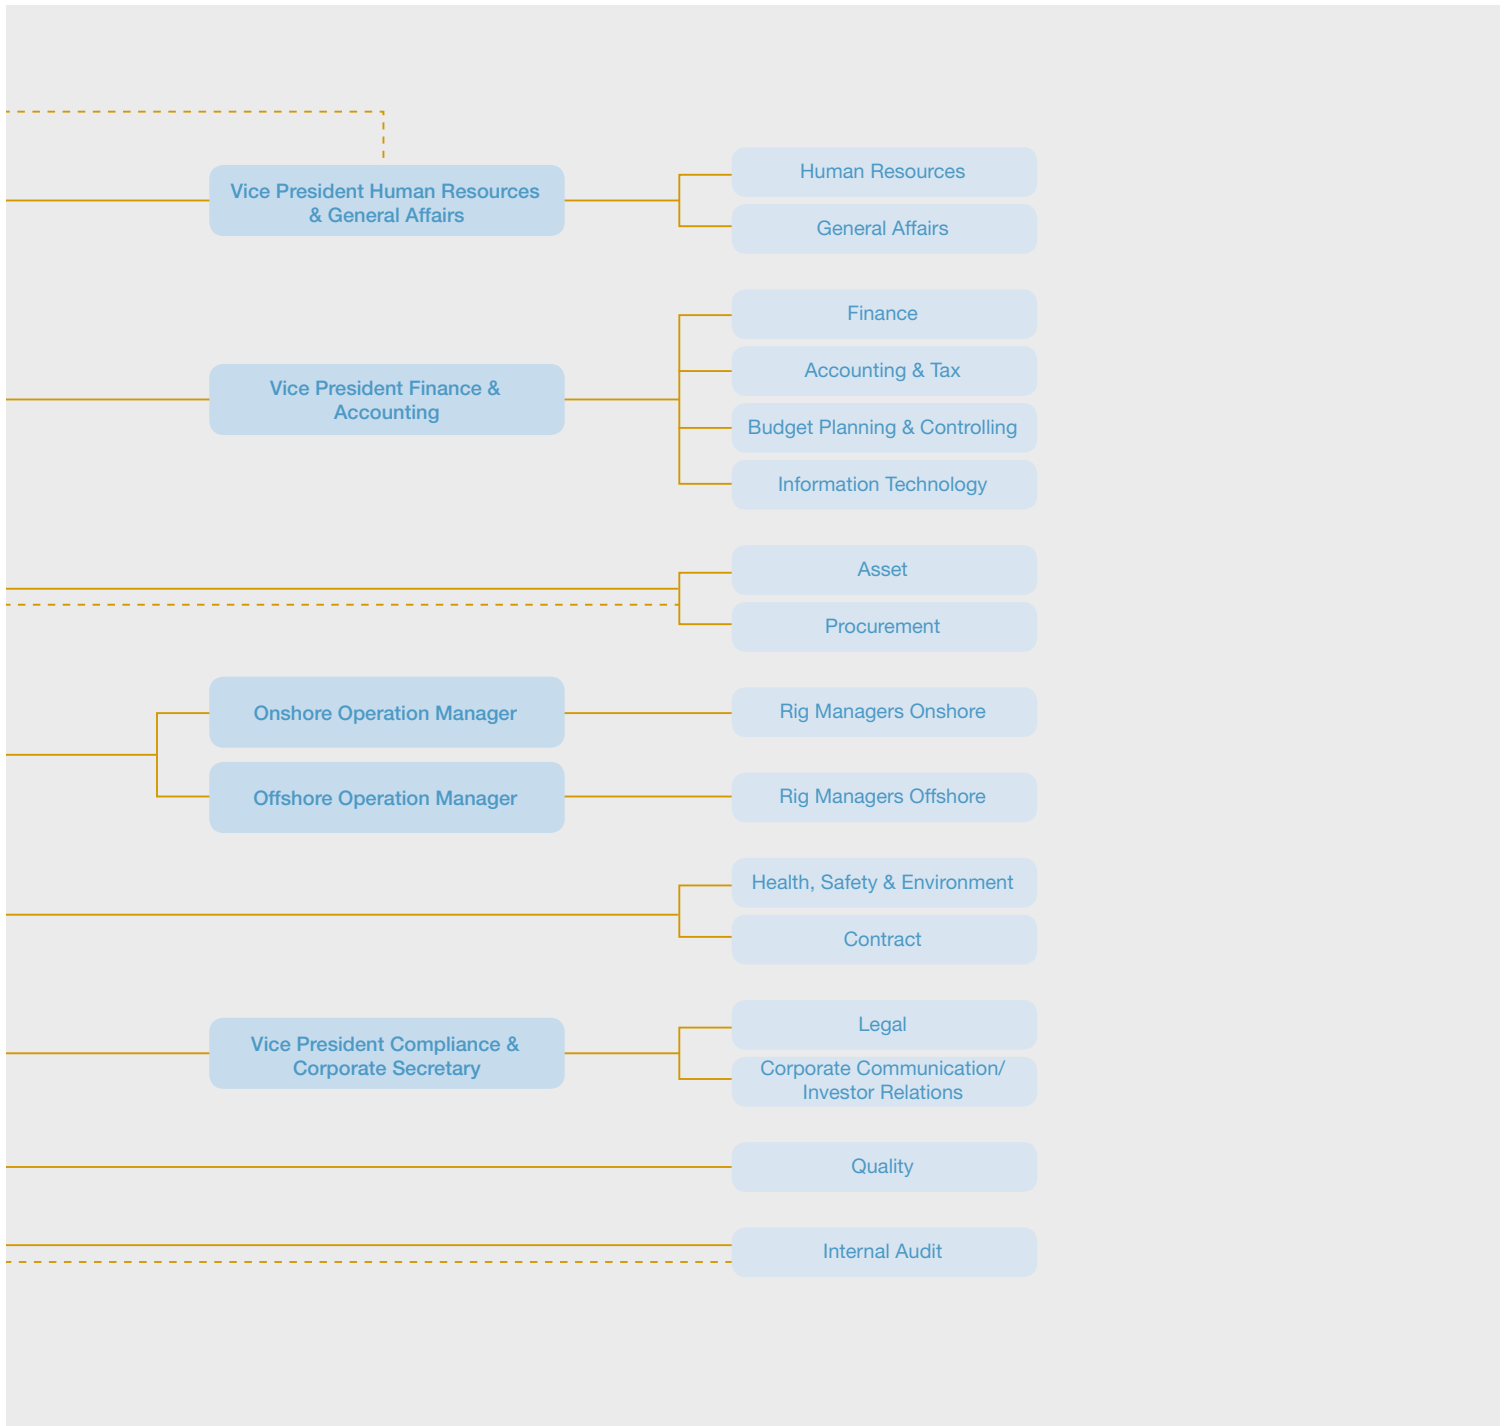 Vice President Human Resources
& General Affairs
Human Resources
General Affairs
Vice President Finance &
Accounting
Finance
Accounting & Tax
Budget Planning & Controlling
Information Technology
Asset
Procurement
Onshore Operation Manager
Rig Managers Onshore
Offshore Operation Manager
Rig Managers Offshore
Health, Safety & Environment
Contract
Vice President Compliance &
Corporate Secretary
Legal
Corporate Communication/
Investor Relations
Quality
Internal Audit